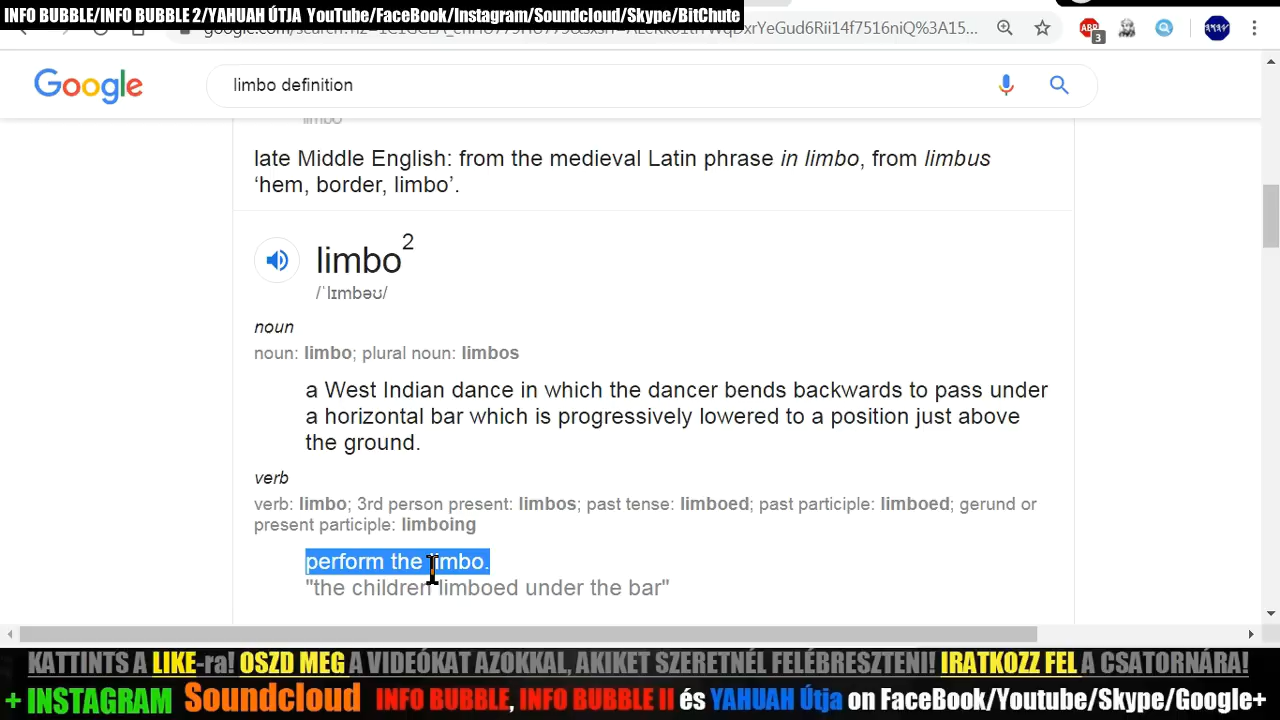 INFO BUBBLE/INFO BUBBLE 2/YAHUAH ÚTJA YouTube/FaceBook/Instagram/Soundcloud/Skype/BitChute
ABP
3
Google
limbo definition
limbo
late Middle English: from the medieval Latin phrase in limbo, from limbus
‘hem, border, limbo’.
limbo2
/ˈlɪmbəʊ/
noun
noun: limbo; plural noun: limbos
a West Indian dance in which the dancer bends backwards to pass under
a horizontal bar which is progressively lowered to a position just above
the ground.
verb
verb: limbo; 3rd person present: limbos; past tense: limboed; past participle: limboed; gerund or
present participle: limboing
perform the limbo.
"the children limboed under the bar"
KATTINTS A LIKE-ra! OSZD MEG A VIDEÓKAT AZOKKAL, AKIKET SZERETNÉL FELÉBRESZTENI! IRATKOZZ FEL A CSATORNÁRA!
+ INSTAGRAM Soundcloud INFO BUBBLE, INFO BUBBLE II és YAHUAH Útja on FaceBook/Youtube/Skype/Google+